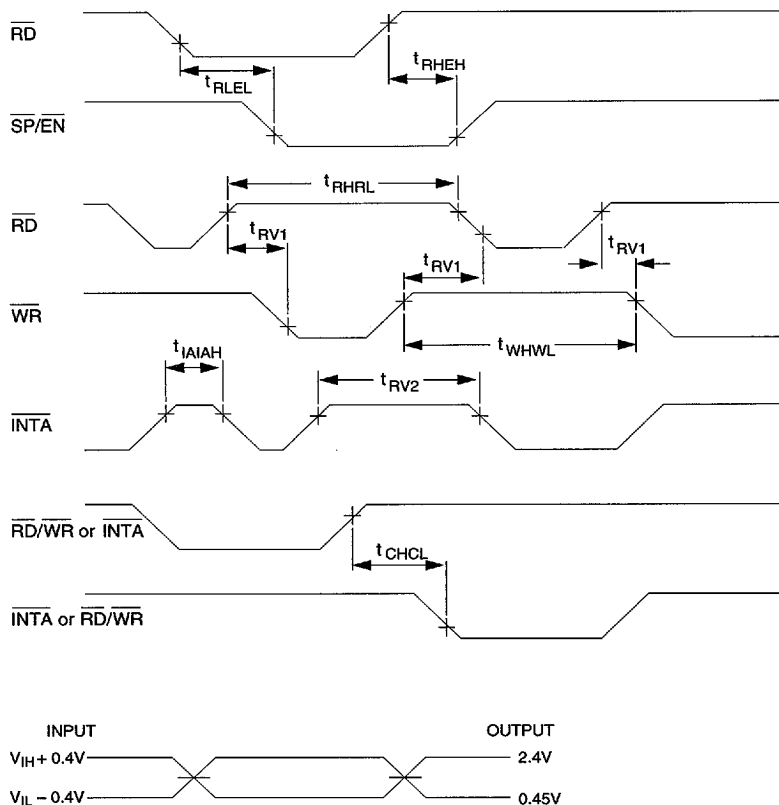 RD
tRLEL
tRHEH
SP/EN
tRHRL
RD
tRV1
tRV1
tRV1
WR
tIAIAH
tWHWL
tRV2
INTA
RD/WR or INTA
tCHCL
INTA or RD/WR
INPUT
OUTPUT
VIH + 0.4V
2.4V
VIL – 0.4V
0.45V